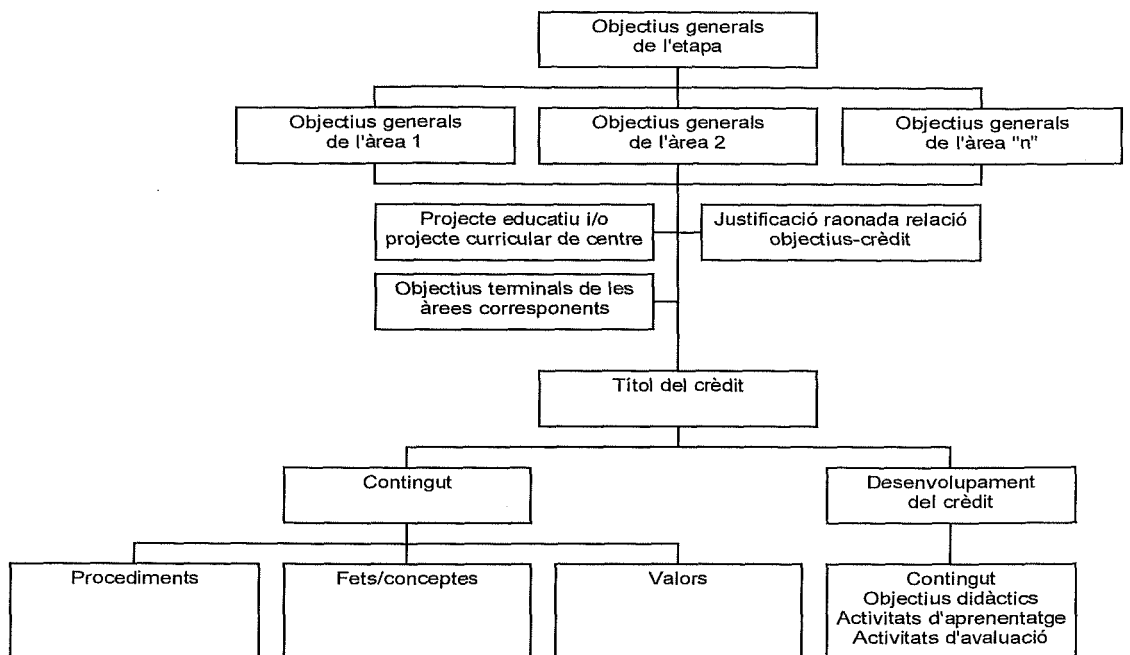 Objectius generals
de l'etapa
Objectius generals
de l'àrea 1
Objectius generals
de l'àrea 2
Objectius generals
de l'àrea "n"
Projecte educatiu i/o
projecte curricular de centre
Justificació raonada relació
objectius-crèdit
Objectius terminals de les
àrees corresponents
Títol del crèdit
Contingut
Desenvolupament
del crèdit
Procediments
Fets/conceptes
Valors
Contingut
Objectius didàctics
Activitats d'aprenentatge
Activitats d'avaluació